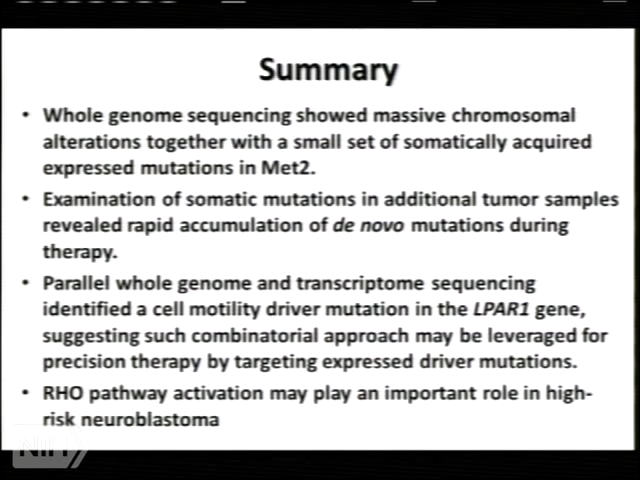 Summary
• Whole genome sequencing showed massive chromosomal
alterations together with a small set of somatically acquired
expressed mutations in Met2.
• Examination of somatic mutations in additional tumor samples
revealed rapid accumulation of de novo mutations during
therapy.
• Parallel whole genome and transcriptome sequencing
identified a cell motility driver mutation in the LPAR1 gene,
suggesting such combinatorial approach may be leveraged for
precision therapy by targeting expressed driver mutations.
• RHO pathway activation may play an important role in high-
risk neuroblastoma
NIH